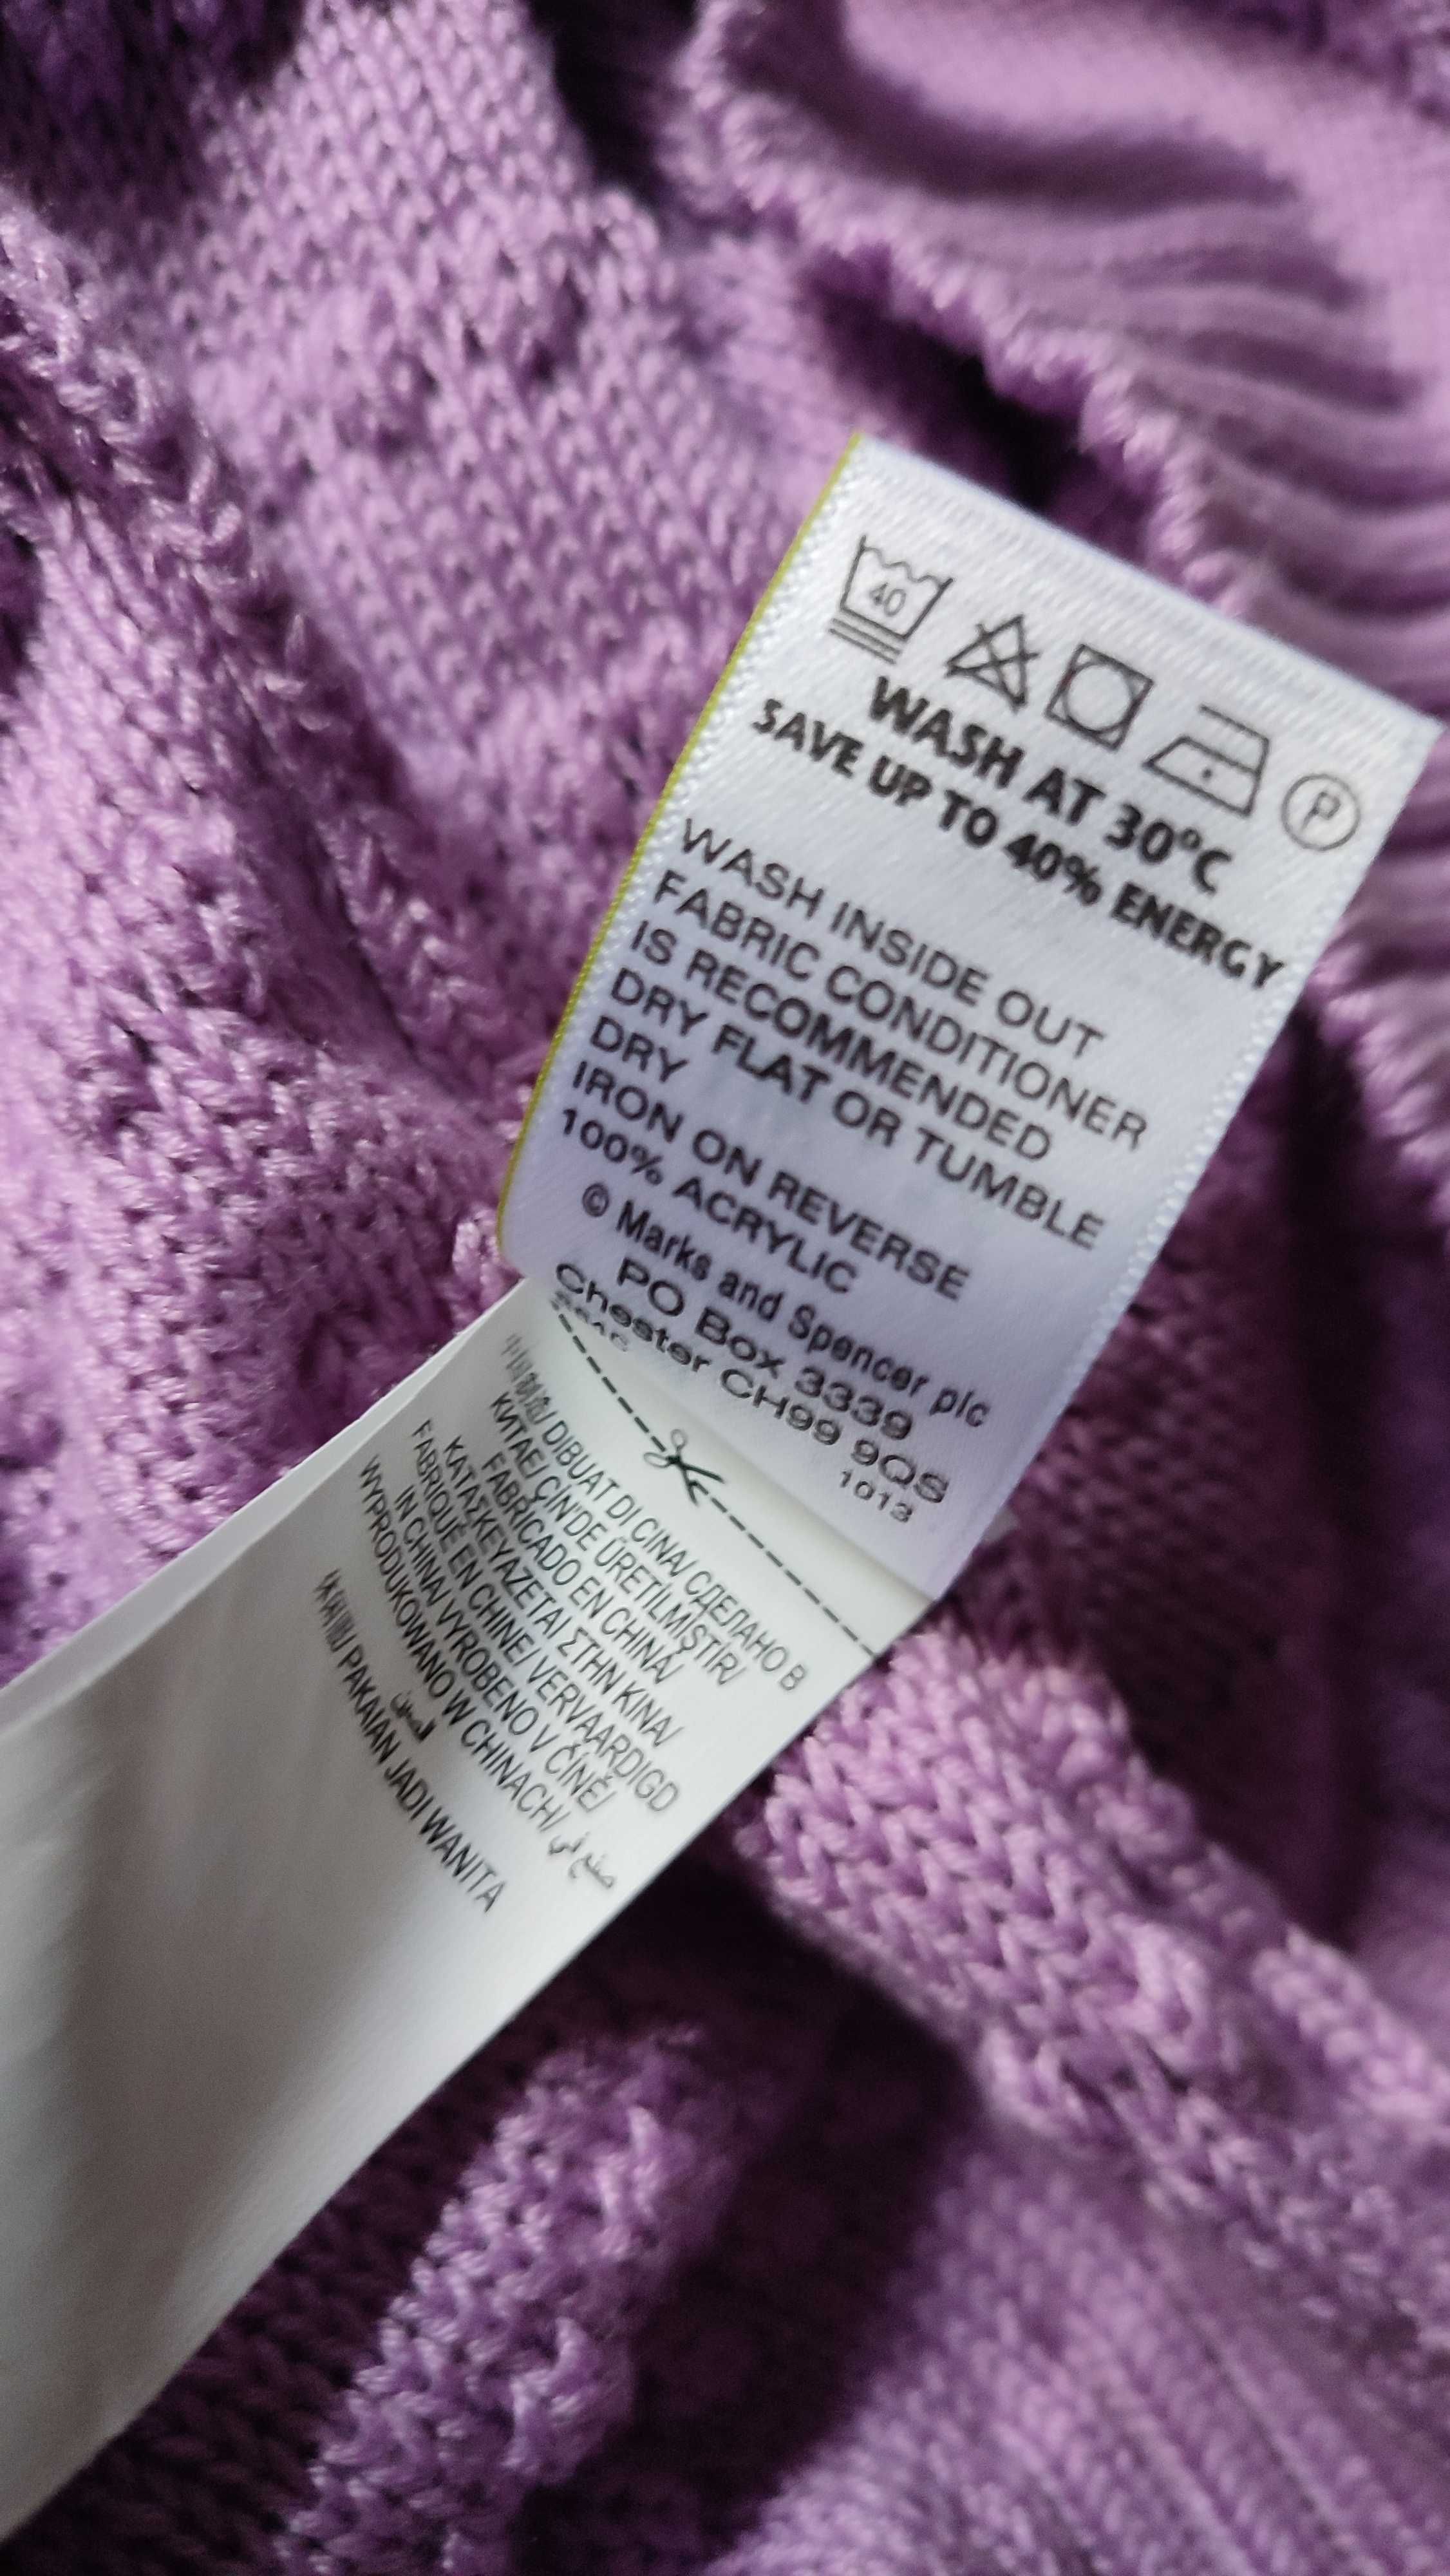 40
P
WASH AT 30°C
SAVE UP TO 40% ENERGY
WASH INSIDE OUT
FABRIC CONDITIONER
IS RECOMMENDED
DRY FLAT OR TUMBLE
DRY
IRON ON REVERSE
100% ACRYLIC
© Marks and Spencer plc
PO Box 3339
Chester CH99 9QS
1013
DIBUAT DI CINA/ СДЕЛАНО В
КИТАЕ/ ÇİN'DE ÜRETİLMİŞTİR/
FABRICADO EN CHINA/
ΚΑΤΑΣΚΕΥΑΖΕΤΑΙ ΣΤΗΝ ΚΙΝΑ/
FABRIQUÉ EN CHINE/ VERVAARDIGD
IN CHINA/ VYROBENO V ČÍNĚ/
WYPRODUKOWANO W CHINACH/ صنع في
الصين
PAKAIAN JADI WANITA